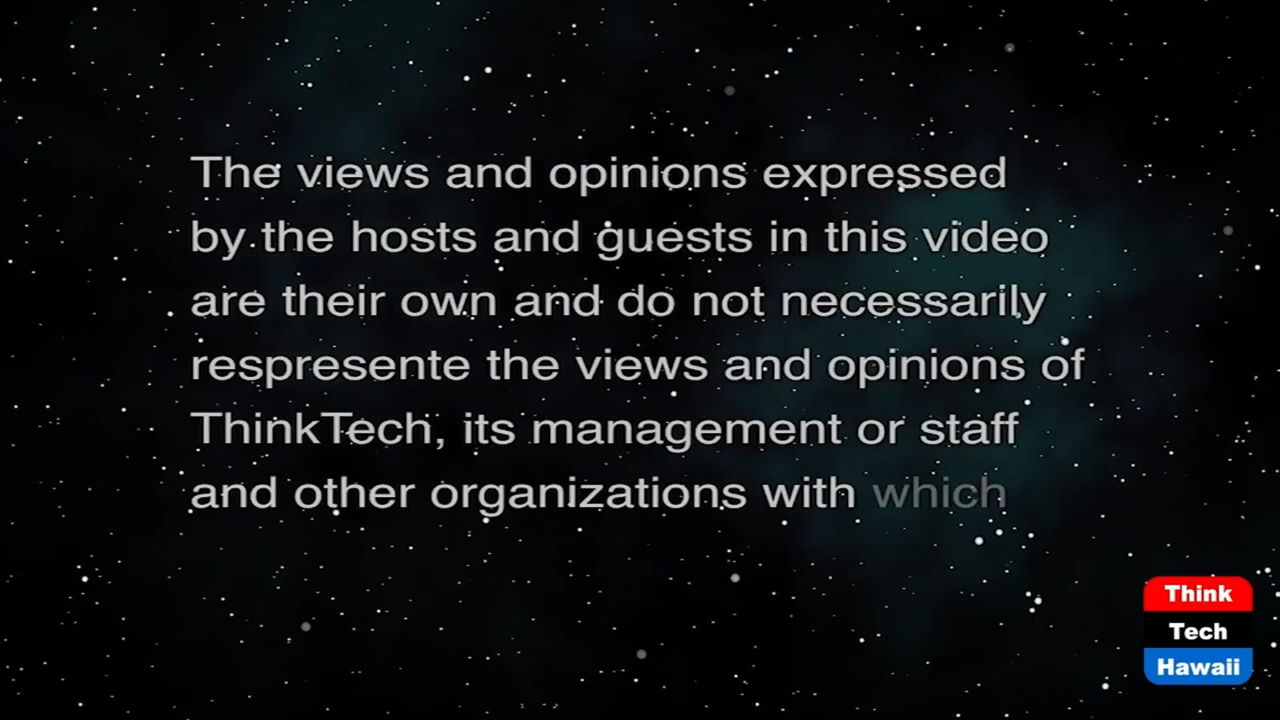 The views and opinions expressed
by the hosts and guests in this video
are their own and do not necessarily
respresente the views and opinions of
ThinkTech, its management or staff
and other organizations with which
Think
Tech
Hawaii